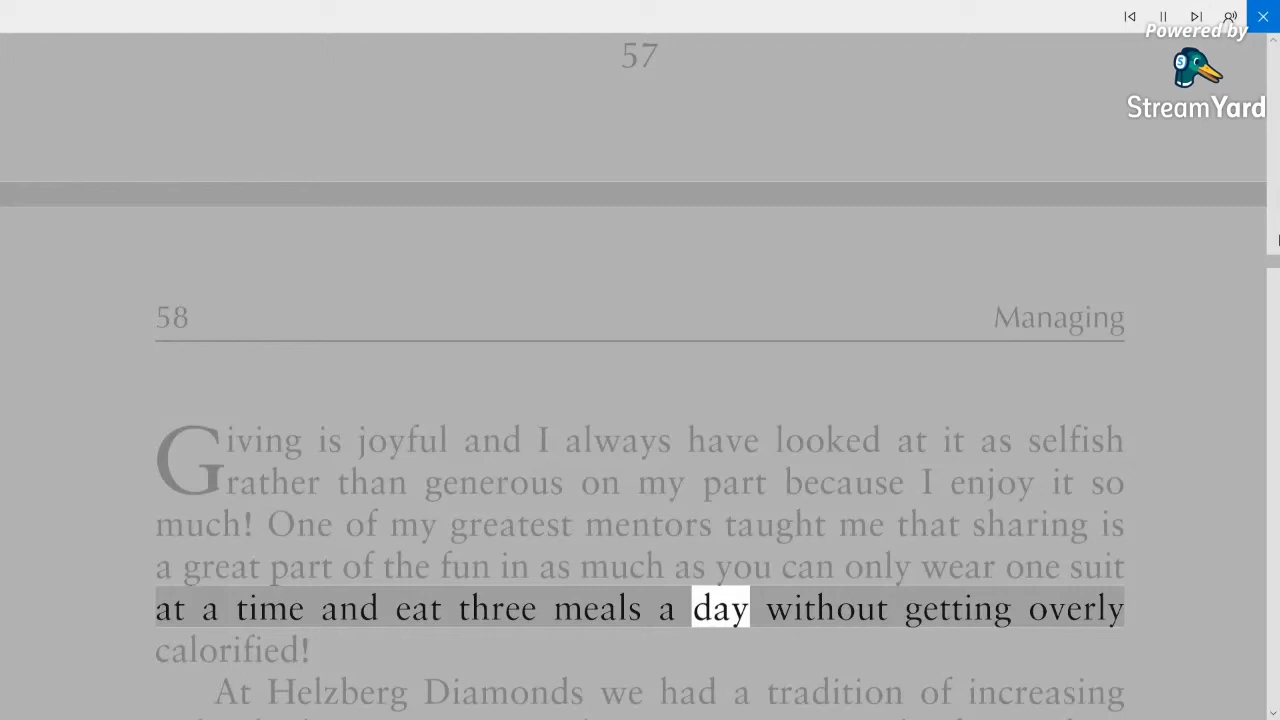 Powered by
StreamYard
57
58 Managing
Giving is joyful and I always have looked at it as selfish
rather than generous on my part because I enjoy it so
much! One of my greatest mentors taught me that sharing is
a great part of the fun in as much as you can only wear one suit
at a time and eat three meals a day without getting overly
calorified!
At Helzberg Diamonds we had a tradition of increasing